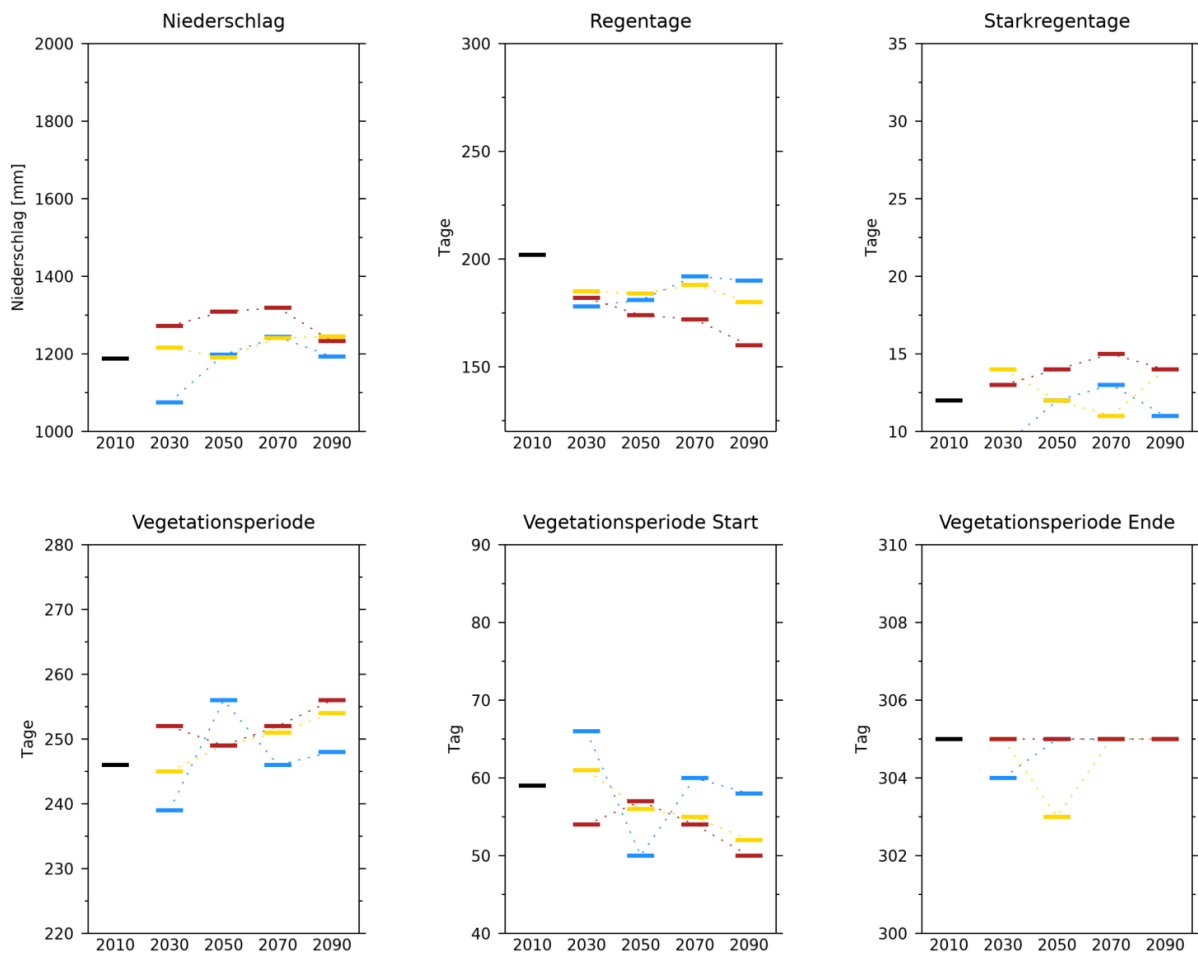 Niederschlag
Niederschlag [mm]
2000
1800
1600
1400
1200
1000
2010 2030 2050 2070 2090
Regentage
Tage
300
250
200
150
2010 2030 2050 2070 2090
Starkregentage
Tage
35
30
25
20
15
10
2010 2030 2050 2070 2090
Vegetationsperiode
Tage
280
270
260
250
240
230
220
2010 2030 2050 2070 2090
Vegetationsperiode Start
Tag
90
80
70
60
50
40
2010 2030 2050 2070 2090
Vegetationsperiode Ende
Tag
310
308
306
304
302
300
2010 2030 2050 2070 2090